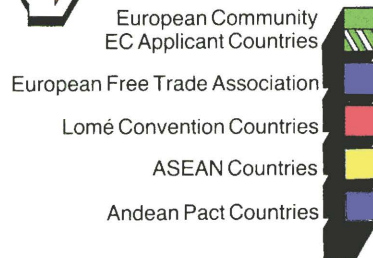 European Community
EC Applicant Countries
European Free Trade Association
Lomé Convention Countries
ASEAN Countries
Andean Pact Countries